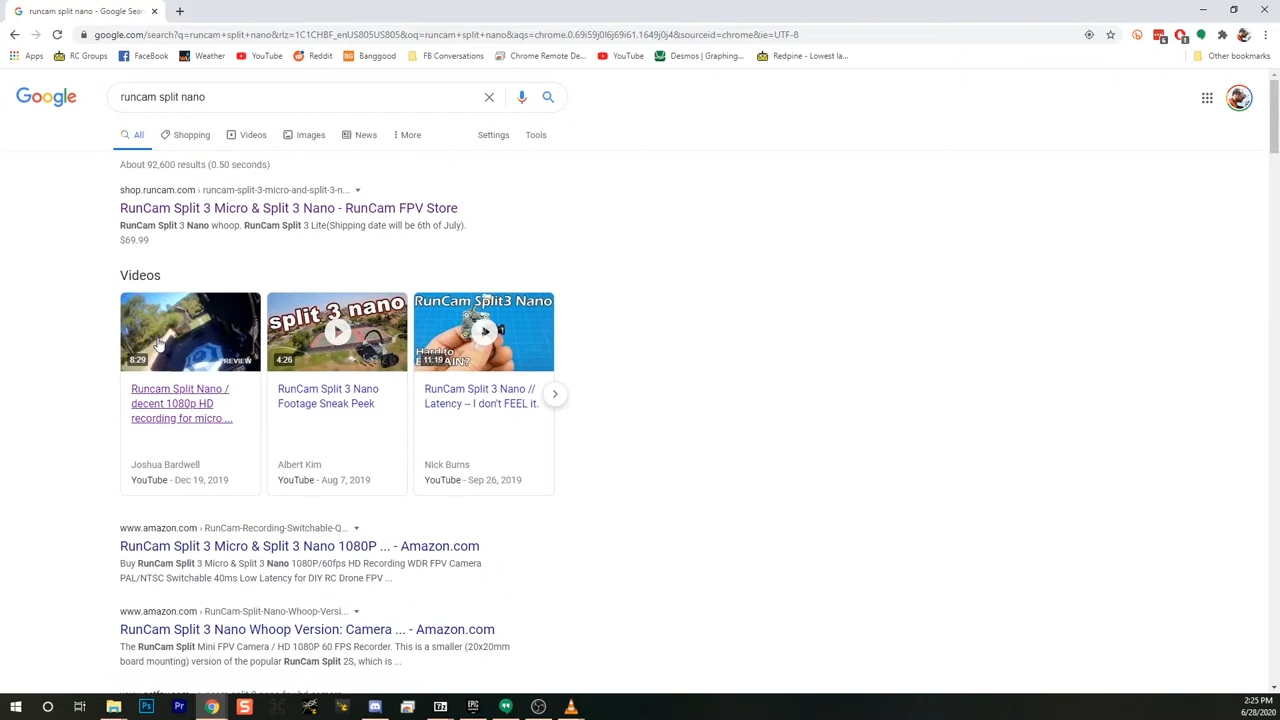 runcam split nano - Google Sear
google.com/search?q=runcam+split+nano&rlz=1C1CHBF_enUS805US805&oq=runcam+split+nano&aqs=chrome.0.69i59j0l6j69i61.1649j0j4&sourceid=chrome&ie=UTF-8
Apps RC Groups FaceBook Weather YouTube Reddit Banggood FB Conversations Chrome Remote De... YouTube Desmos | Graphing... Redpine - Lowest la... Other bookmarks
Google runcam split nano
All Shopping Videos Images News More Settings Tools
About 92,600 results (0.50 seconds)
shop.runcam.com › runcam-split-3-micro-and-split-3-n...
RunCam Split 3 Micro & Split 3 Nano - RunCam FPV Store
RunCam Split 3 Nano whoop. RunCam Split 3 Lite(Shipping date will be 6th of July).
$69.99
Videos
8:29 PREVIEW
Runcam Split Nano /
decent 1080p HD
recording for micro ...
Joshua Bardwell
YouTube - Dec 19, 2019
split 3 nano
4:26
RunCam Split 3 Nano
Footage Sneak Peek
Albert Kim
YouTube - Aug 7, 2019
RunCam Split3 Nano
Hard to
11:19
RunCam Split 3 Nano //
Latency -- I don't FEEL it.
Nick Burns
YouTube - Sep 26, 2019
www.amazon.com › RunCam-Recording-Switchable-Q...
RunCam Split 3 Micro & Split 3 Nano 1080P ... - Amazon.com
Buy RunCam Split 3 Micro & Split 3 Nano 1080P/60fps HD Recording WDR FPV Camera
PAL/NTSC Switchable 40ms Low Latency for DIY RC Drone FPV ...
www.amazon.com › RunCam-Split-Nano-Whoop-Versi...
RunCam Split 3 Nano Whoop Version: Camera ... - Amazon.com
The RunCam Split Mini FPV Camera / HD 1080P 60 FPS Recorder. This is a smaller (20x20mm
board mounting) version of the popular RunCam Split 2S, which is ...
2:25 PM
6/28/2020